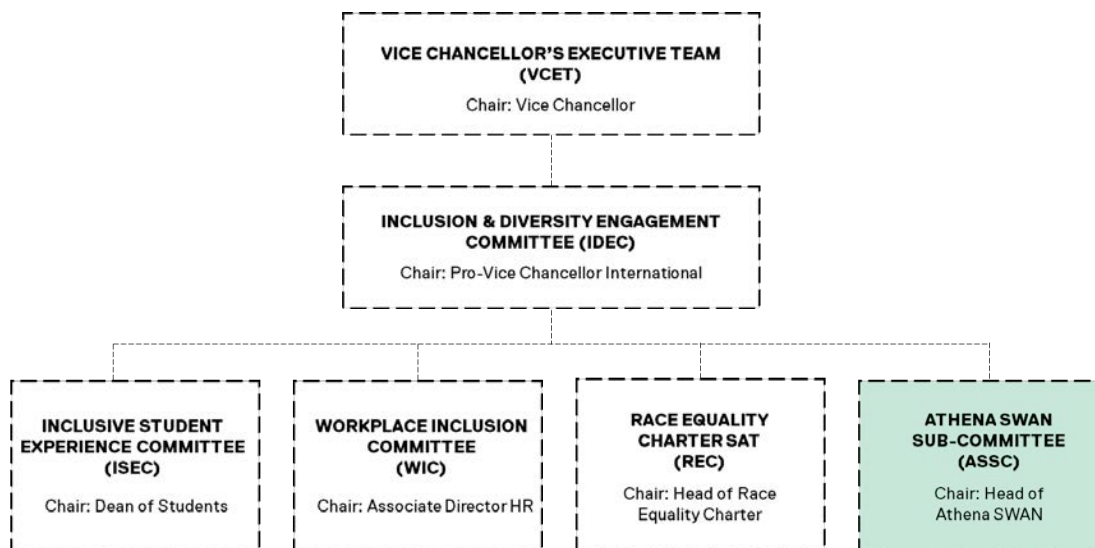 VICE CHANCELLOR'S EXECUTIVE TEAM
(VCET)
Chair: Vice Chancellor
INCLUSION & DIVERSITY ENGAGEMENT
COMMITTEE (IDEC)
Chair: Pro-Vice Chancellor International
INCLUSIVE STUDENT
EXPERIENCE COMMITTEE
(ISEC)
Chair: Dean of Students
WORKPLACE INCLUSION
COMMITTEE
(WIC)
Chair: Associate Director HR
RACE EQUALITY
CHARTER SAT
(REC)
Chair: Head of Race
Equality Charter
ATHENA SWAN
SUB-COMMITTEE
(ASSC)
Chair: Head of
Athena SWAN